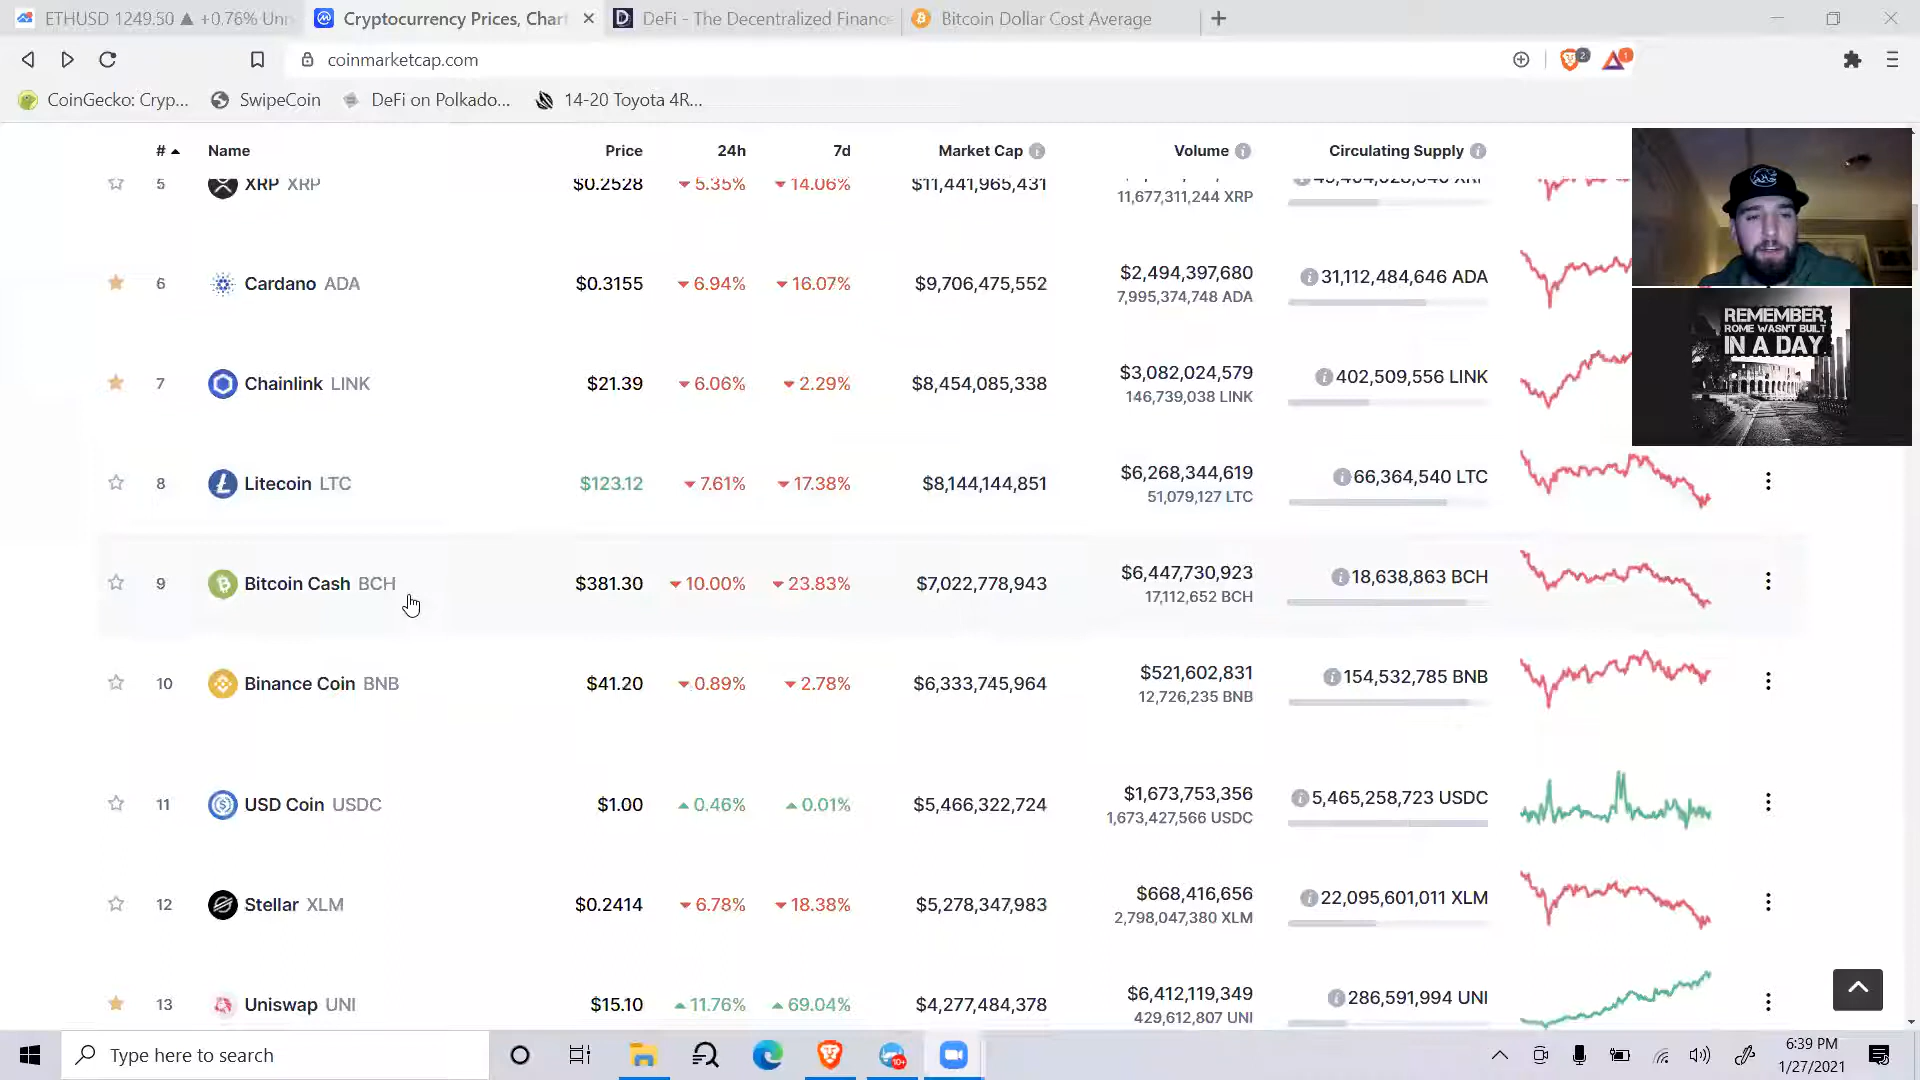 ETHUSD 1249.50 ▲ +0.76% Unn
Cryptocurrency Prices, Char
DeFi - The Decentralized Finance
Bitcoin Dollar Cost Average
coinmarketcap.com
2
1
CoinGecko: Cryp...
SwipeCoin
DeFi on Polkado...
14-20 Toyota 4R...
# Name Price 24h 7d Market Cap Volume Circulating Supply
5 XRP XRP $0.2528 5.35% 14.06% $11,441,965,431
11,677,311,244 XRP
6 Cardano ADA $0.3155 6.94% 16.07% $9,706,475,552 $2,494,397,680 31,112,484,646 ADA
7,995,374,748 ADA
7 Chainlink LINK $21.39 6.06% 2.29% $8,454,085,338 $3,082,024,579 402,509,556 LINK
146,739,038 LINK
8 Litecoin LTC $123.12 7.61% 17.38% $8,144,144,851 $6,268,344,619 66,364,540 LTC
51,079,127 LTC
9 Bitcoin Cash BCH $381.30 10.00% 23.83% $7,022,778,943 $6,447,730,923 18,638,863 BCH
17,112,652 BCH
10 Binance Coin BNB $41.20 0.89% 2.78% $6,333,745,964 $521,602,831 154,532,785 BNB
12,726,235 BNB
11 USD Coin USDC $1.00 0.46% 0.01% $5,466,322,724 $1,673,753,356 5,465,258,723 USDC
1,673,427,566 USDC
12 Stellar XLM $0.2414 6.78% 18.38% $5,278,347,983 $668,416,656 22,095,601,011 XLM
2,798,047,380 XLM
13 Uniswap UNI $15.10 11.76% 69.04% $4,277,484,378 $6,412,119,349 286,591,994 UNI
429,612,807 UNI
REMEMBER,
ROME WASN'T BUILT
IN A DAY
Type here to search
10+
6:39 PM
1/27/2021